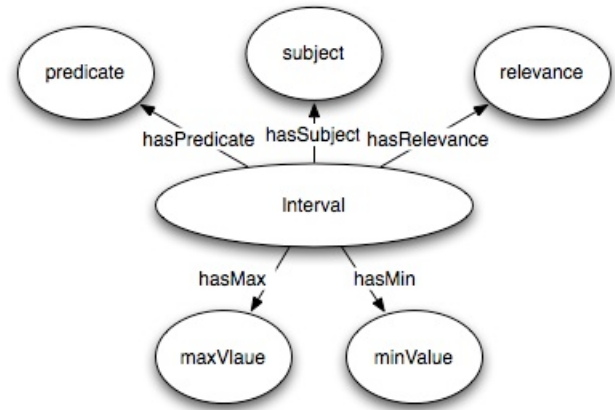 subject
predicate
relevance
hasPredicate
hasSubject
hasRelevance
Interval
hasMax
hasMin
maxVlaue
minValue